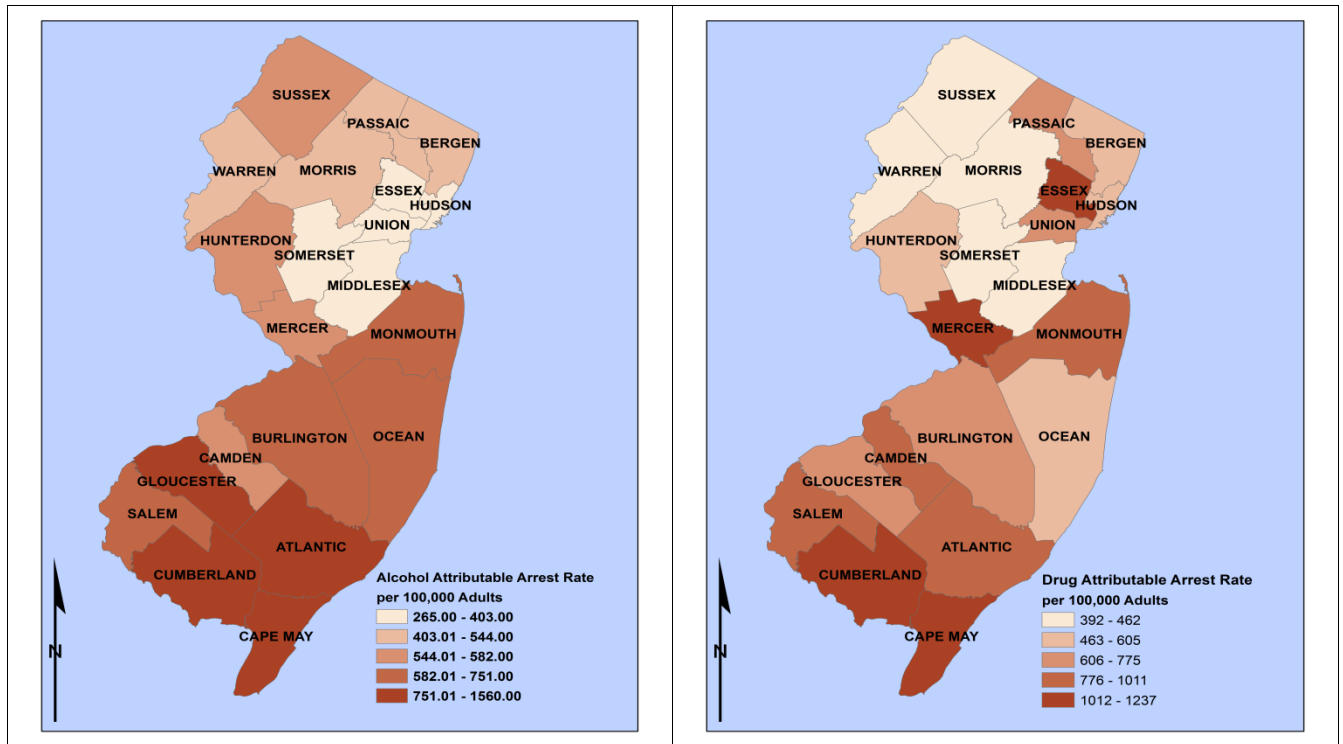 SUSSEX
PASSAIC
BERGEN
WARREN
MORRIS
ESSEX
HUDSON
UNION
HUNTERDON
SOMERSET
MIDDLESEX
MERCER
MONMOUTH
BURLINGTON
OCEAN
CAMDEN
GLOUCESTER
SALEM
ATLANTIC
CUMBERLAND
CAPE MAY
N
Alcohol Attributable Arrest Rate
per 100,000 Adults
265.00 - 403.00
403.01 - 544.00
544.01 - 582.00
582.01 - 751.00
751.01 - 1560.00
SUSSEX
PASSAIC
BERGEN
WARREN
MORRIS
ESSEX
HUDSON
UNION
HUNTERDON
SOMERSET
MIDDLESEX
MERCER
MONMOUTH
BURLINGTON
OCEAN
CAMDEN
GLOUCESTER
SALEM
ATLANTIC
CUMBERLAND
CAPE MAY
N
Drug Attributable Arrest Rate
per 100,000 Adults
392 - 462
463 - 605
606 - 775
776 - 1011
1012 - 1237